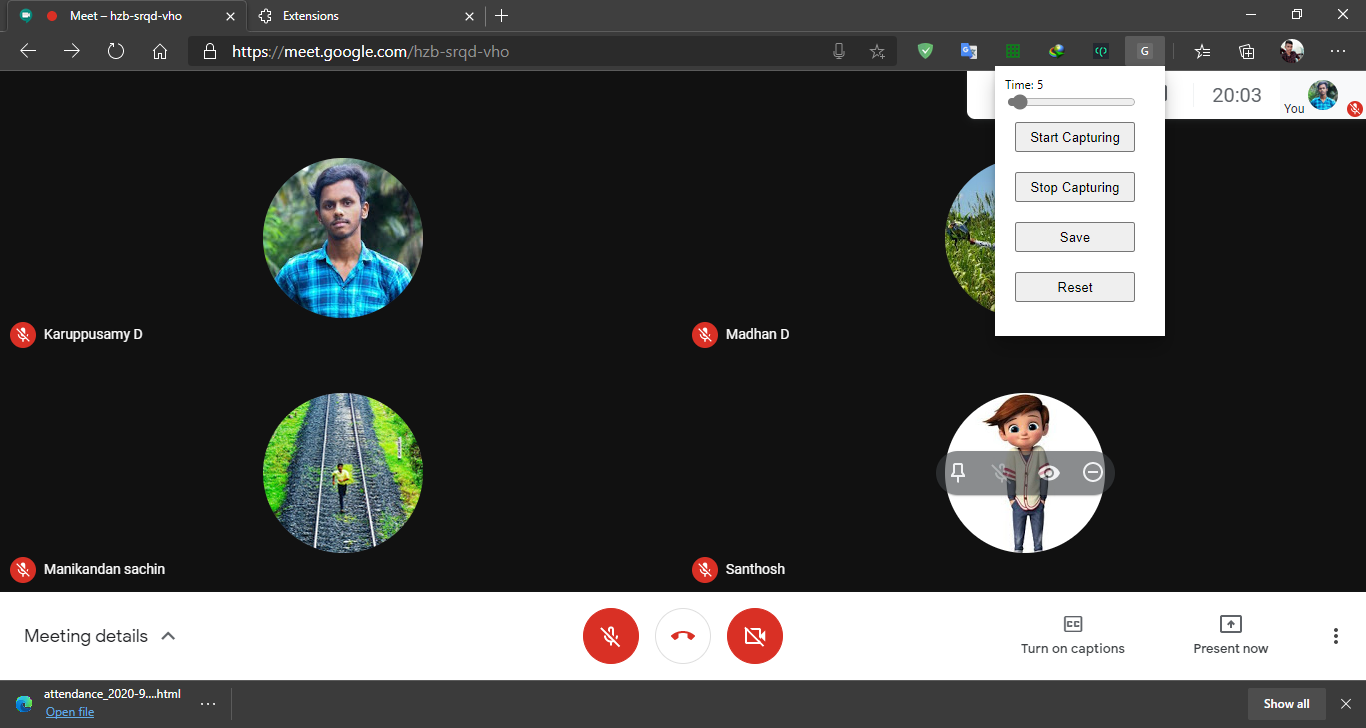 Meet – hzb-srqd-vho
Extensions
https://meet.google.com/hzb-srqd-vho
G
Time: 5
20:03
You
Start Capturing
Stop Capturing
Save
Reset
Karuppusamy D
Madhan D
Manikandan sachin
Santhosh
Meeting details
CC
Turn on captions
Present now
attendance_2020-9....html
Open file
Show all